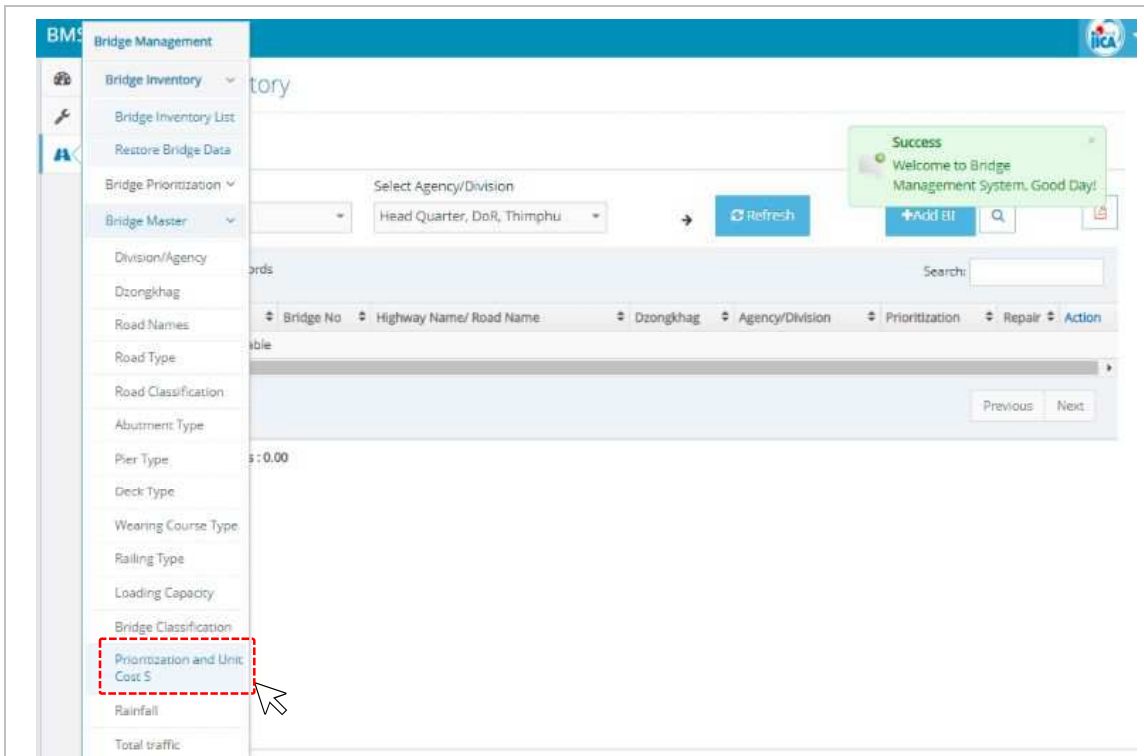 BMS
Bridge Management
jICA
Bridge Inventory
tory
Bridge Inventory List
Restore Bridge Data
Success
Welcome to Bridge
Management System, Good Day!
Bridge Prioritization
Select Agency/Division
Bridge Master
Head Quarter, DoR, Thimphu
Refresh
+Add BI
Division/Agency
ords
Search:
Dzongkhag
Road Names
Bridge No
Highway Name/ Road Name
Dzongkhag
Agency/Division
Prioritization
Repair
Action
able
Road Type
Road Classification
Previous
Next
Abutment Type
Pier Type
s : 0.00
Deck Type
Wearing Course Type
Railing Type
Loading Capacity
Bridge Classification
Prioritization and Unit
Cost S
Rainfall
Total traffic